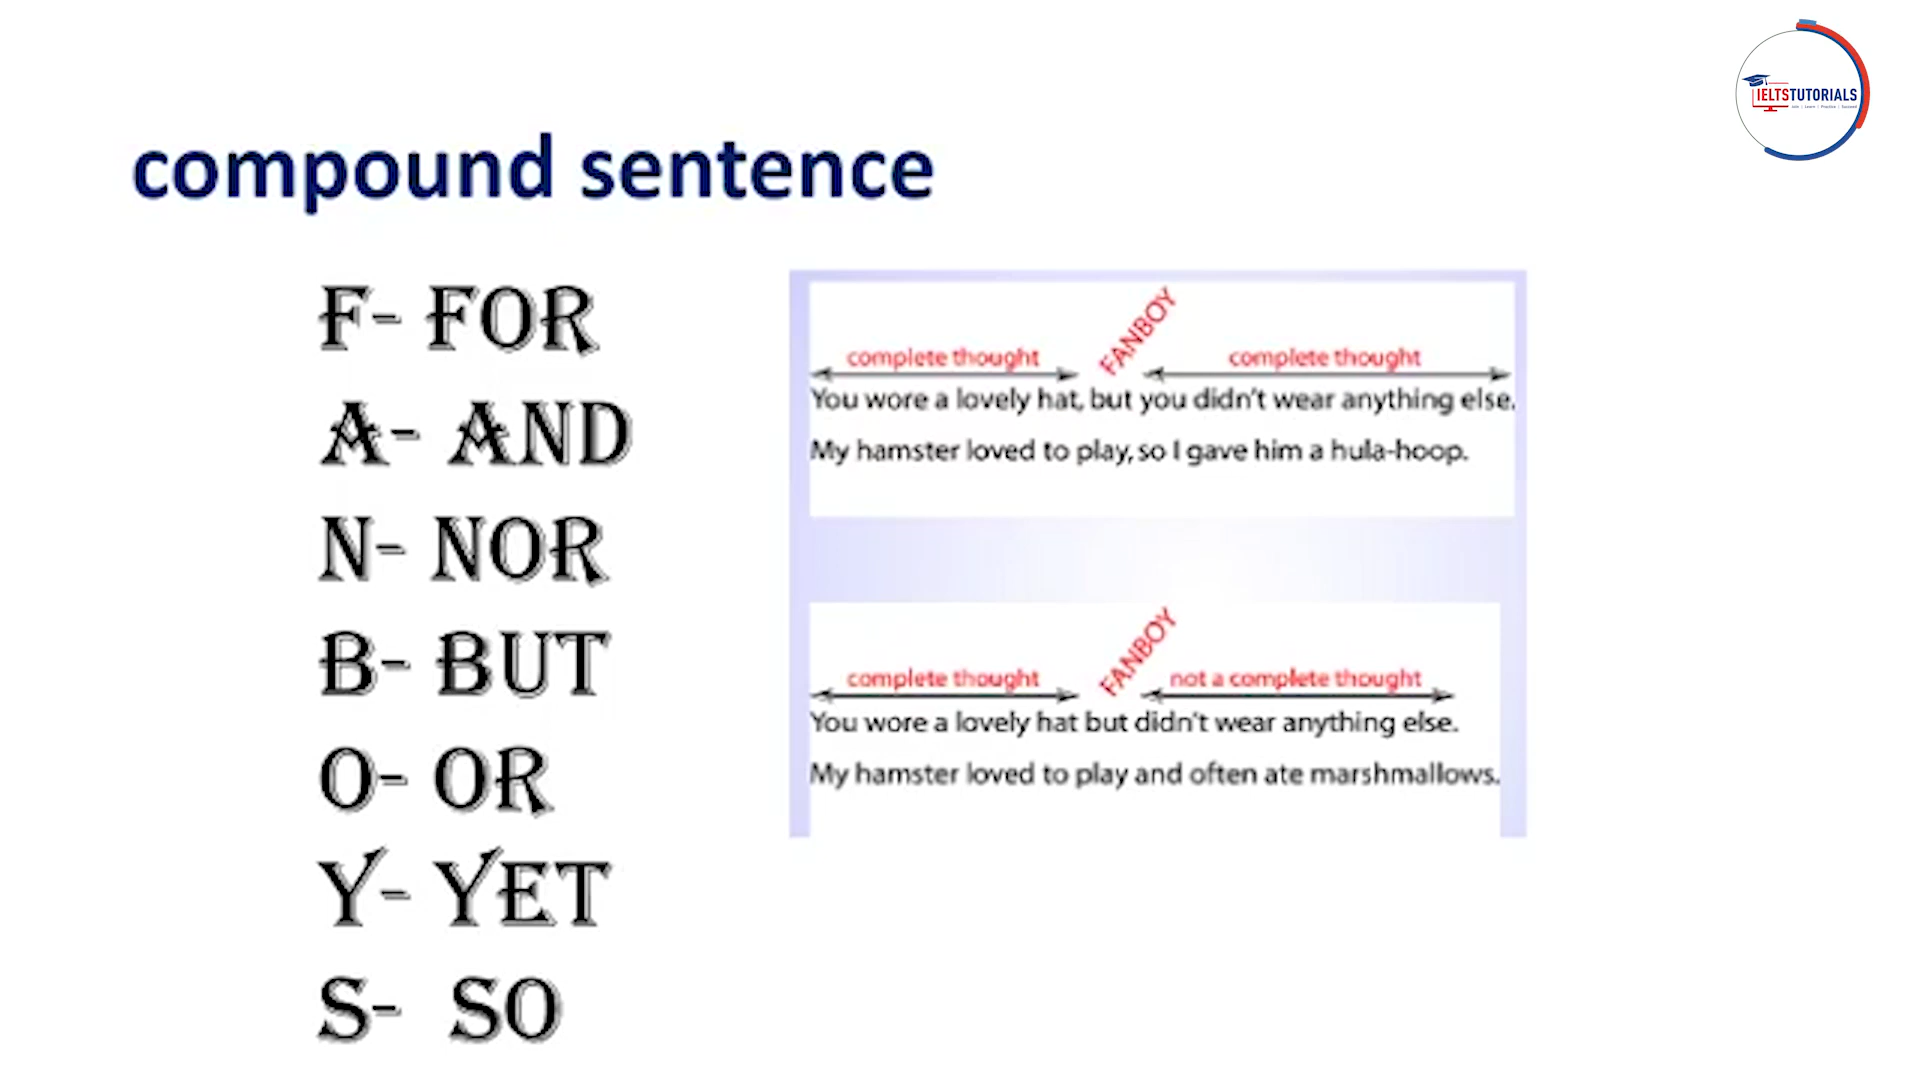 IELTSTUTORIALS
compound sentence
F- FOR
A- AND
N- NOR
B- BUT
O- OR
Y- YET
S- SO
FANBOY
complete thought complete thought
You wore a lovely hat, but you didn't wear anything else.
My hamster loved to play, so I gave him a hula-hoop.
FANBOY
complete thought not a complete thought
You wore a lovely hat but didn't wear anything else.
My hamster loved to play and often ate marshmallows.